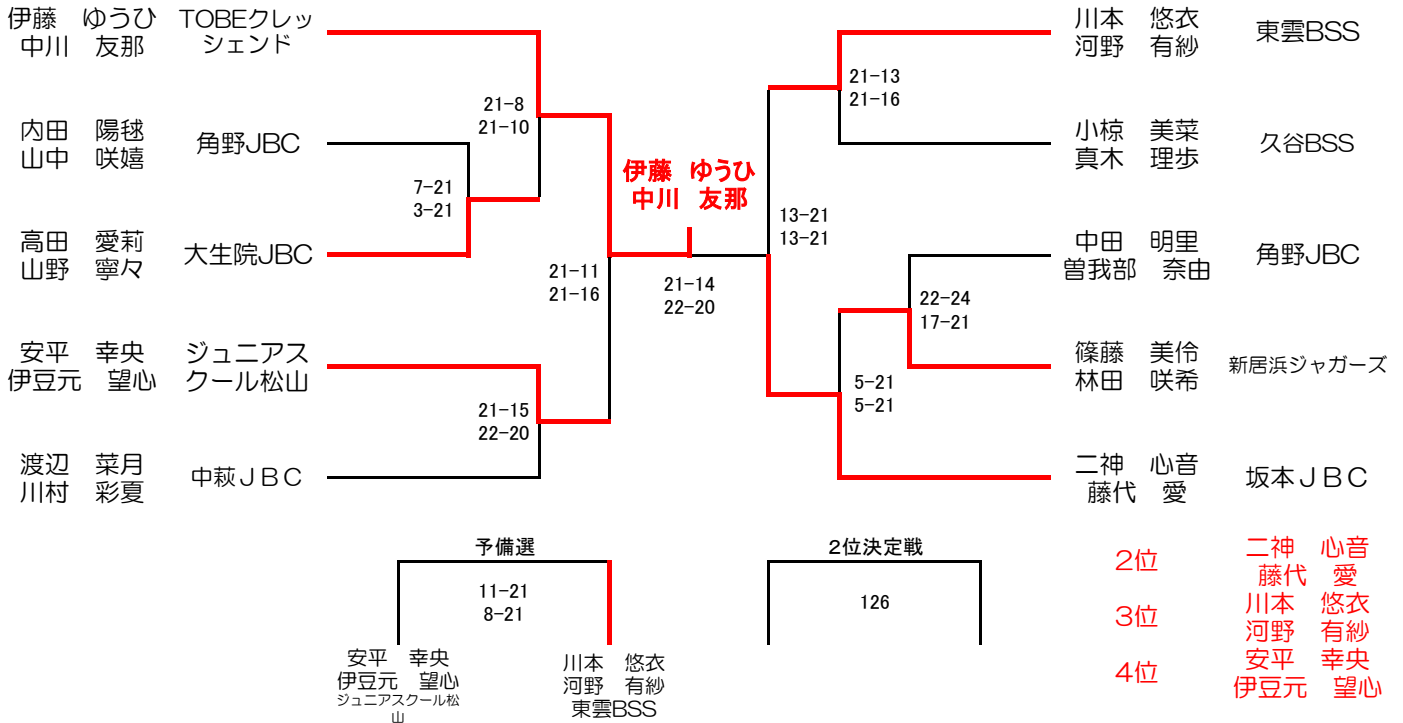 伊藤　ゆうひ
中川　友那
TOBEクレッ
シェンド
内田　陽毬
山中　咲嬉
角野JBC
高田　愛莉
山野　寧々
大生院JBC
安平　幸央
伊豆元　望心
ジュニアス
クール松山
渡辺　菜月
川村　彩夏
中萩ＪＢＣ
21-8
21-10
7-21
3-21
21-11
21-16
21-15
22-20
伊藤　ゆうひ
中川　友那
21-14
22-20
21-13
21-16
13-21
13-21
22-24
17-21
5-21
5-21
川本　悠衣
河野　有紗
東雲BSS
小椋　美菜
真木　理歩
久谷BSS
中田　明里
曽我部　奈由
角野JBC
篠藤　美伶
林田　咲希
新居浜ジャガーズ
二神　心音
藤代　愛
坂本ＪＢＣ
予備選
11-21
8-21
安平　幸央
伊豆元　望心
ジュニアスクール松
山
川本　悠衣
河野　有紗
東雲BSS
2位決定戦
126
2位
二神　心音
藤代　愛
3位
川本　悠衣
河野　有紗
4位
安平　幸央
伊豆元　望心